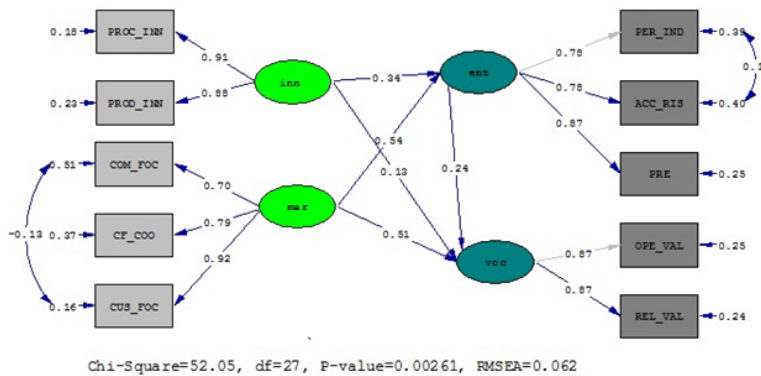 0.18 PROC_INN
0.91
0.23 PROD_INN
0.88
0.51 COM_FOC
0.70
-0.13
0.37 CF_COO
0.79
0.92
0.16 CUS_FOC
inn
mar
0.34
0.54
0.13
0.51
ent
0.24
vcc
0.78
0.78
0.87
0.87
0.87
PER_IND 0.39
0.1
ACC_RIS 0.40
PRE 0.25
OPE_VAL 0.25
REL_VAL 0.24
Chi-Square=52.05, df=27, P-value=0.00261, RMSEA=0.062